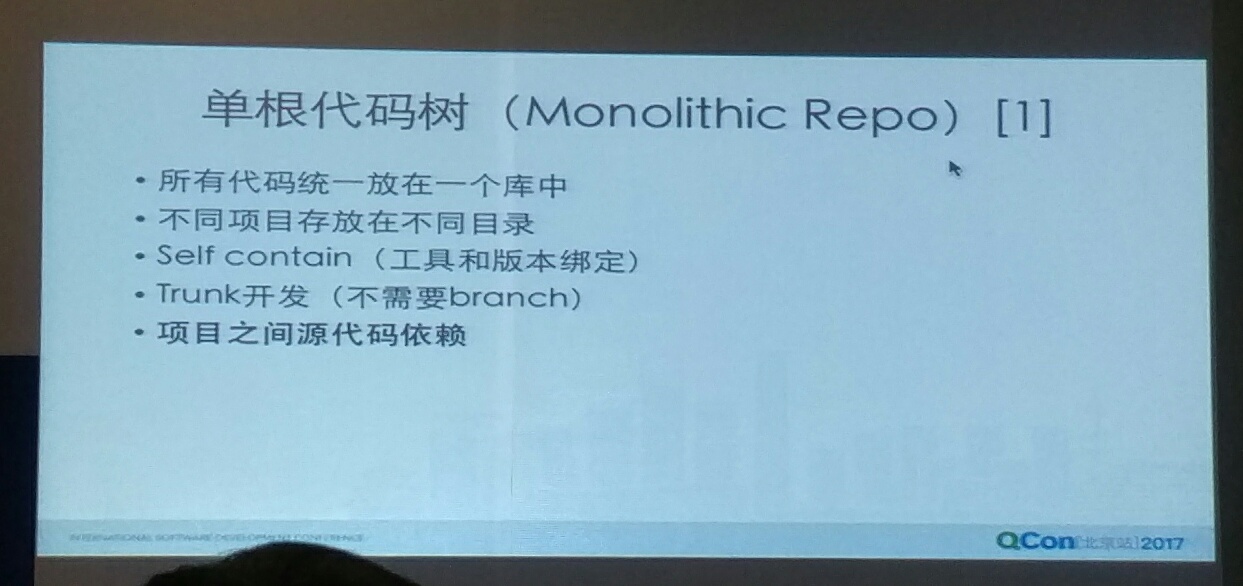 单根代码树（Monolithic Repo）[1]
• 所有代码统一放在一个库中
• 不同项目存放在不同目录
• Self contain（工具和版本绑定）
• Trunk开发（不需要branch）
• 项目之间源代码依赖
INTERNATIONAL SOFTWARE DEVELOPMENT CONFERENCE
QCon[北京站]2017